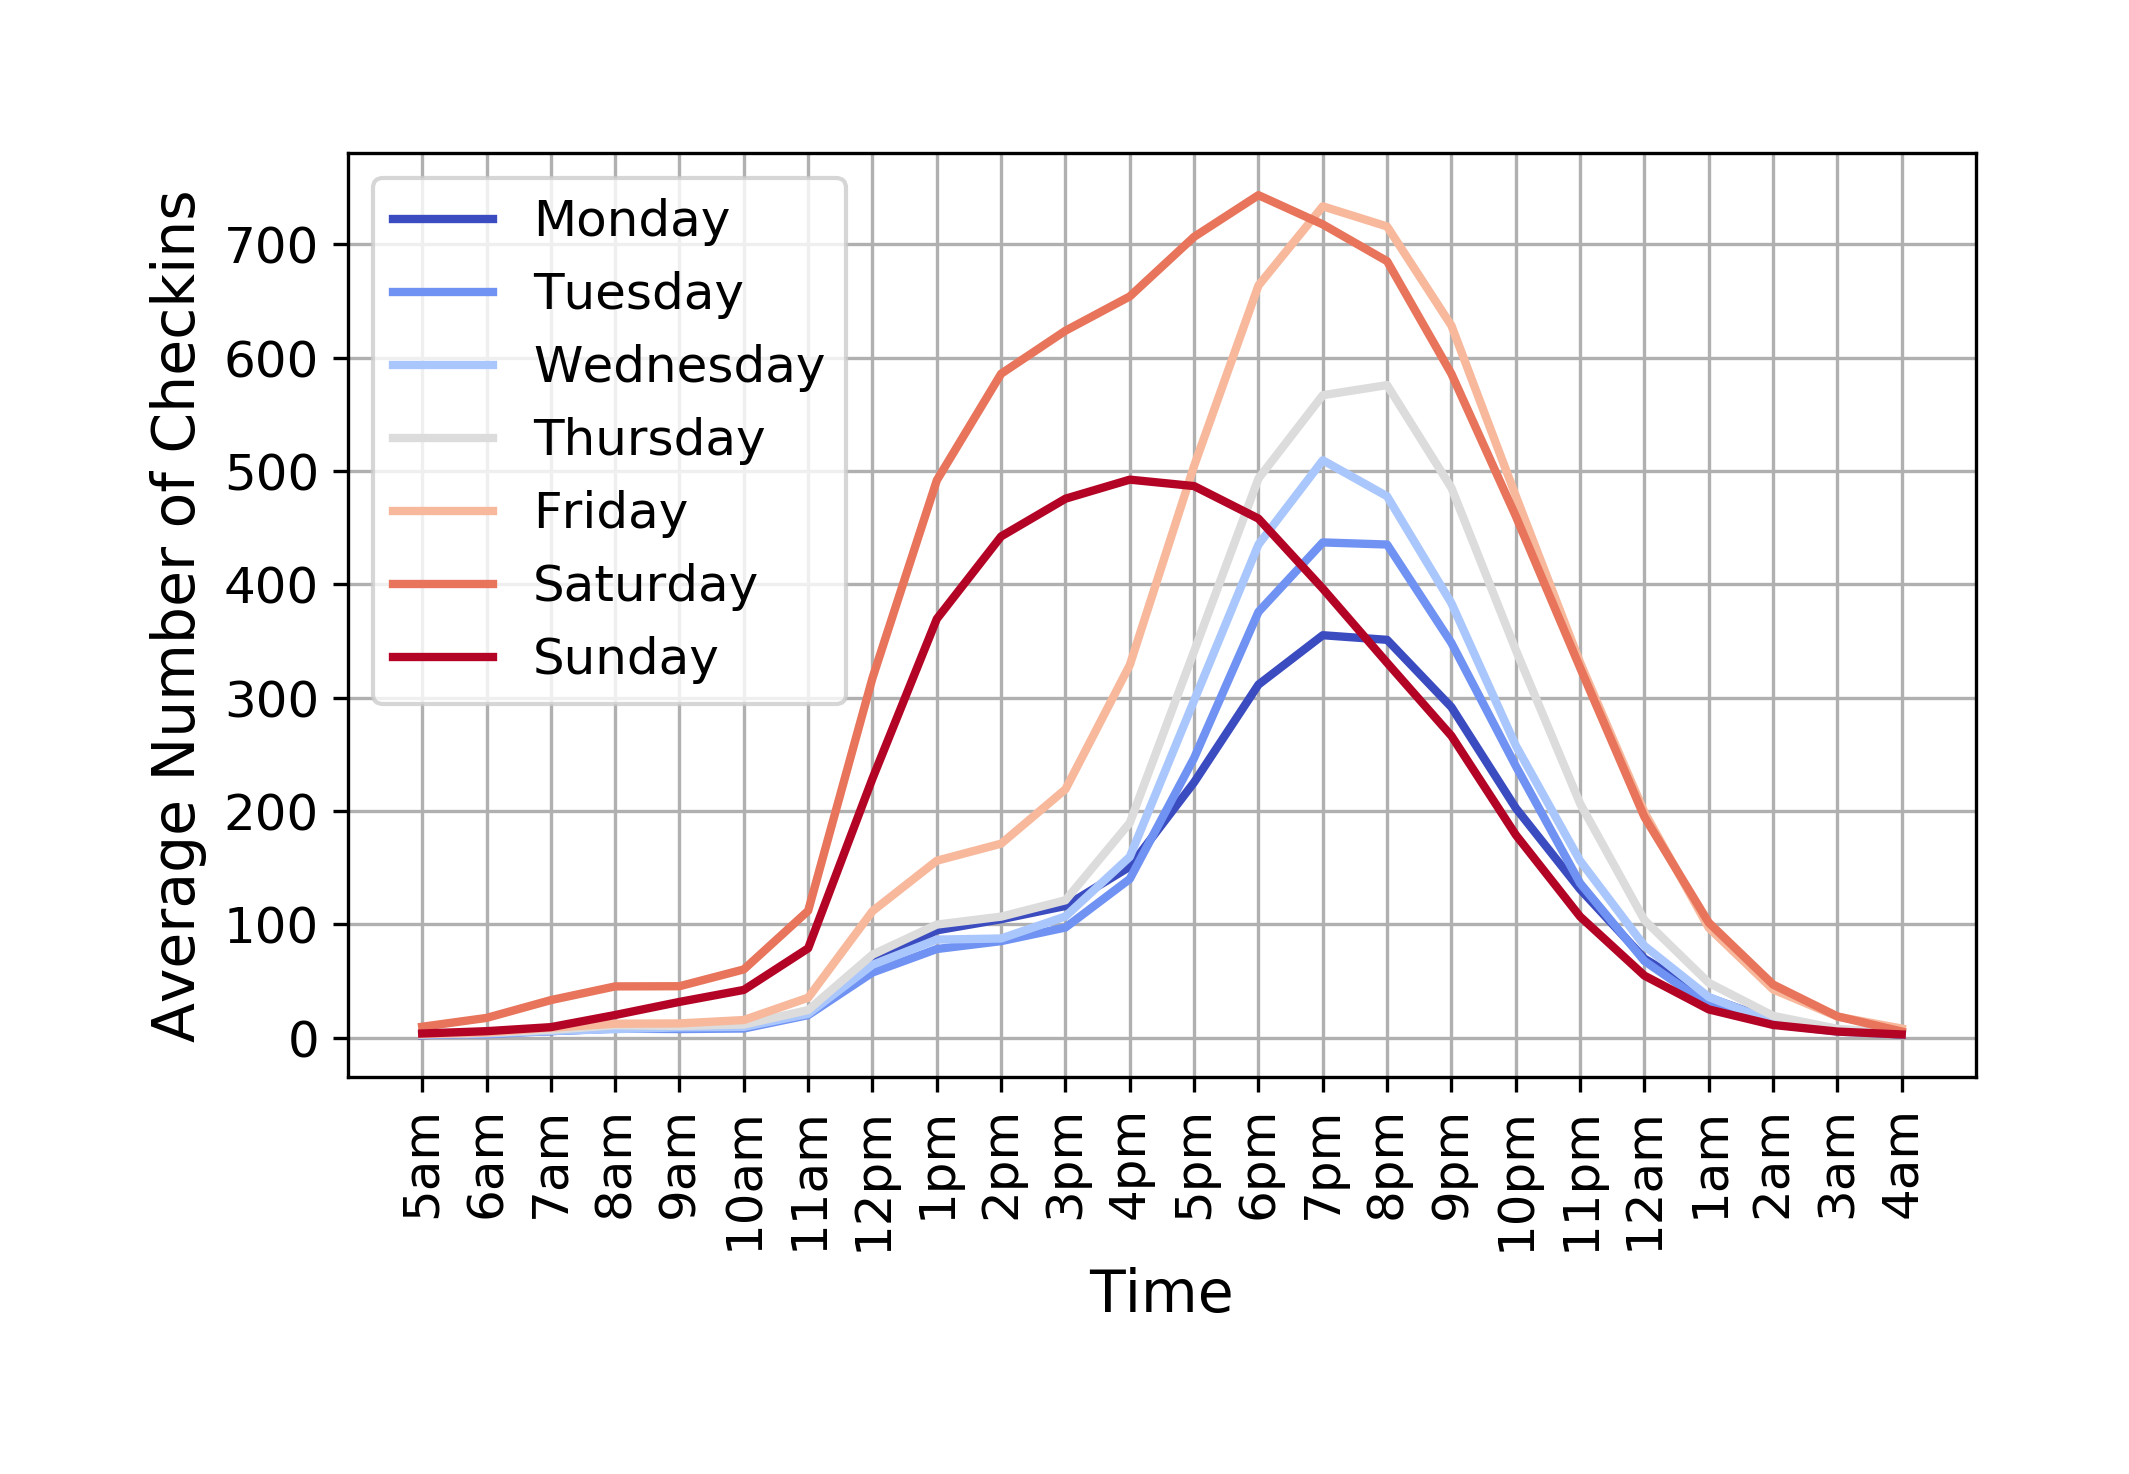 Average Number of Checkins
700
600
500
400
300
200
100
0
Monday
Tuesday
Wednesday
Thursday
Friday
Saturday
Sunday
5am
6am
7am
8am
9am
10am
11am
12pm
1pm
2pm
3pm
4pm
5pm
6pm
7pm
8pm
9pm
10pm
11pm
12am
1am
2am
3am
4am
Time